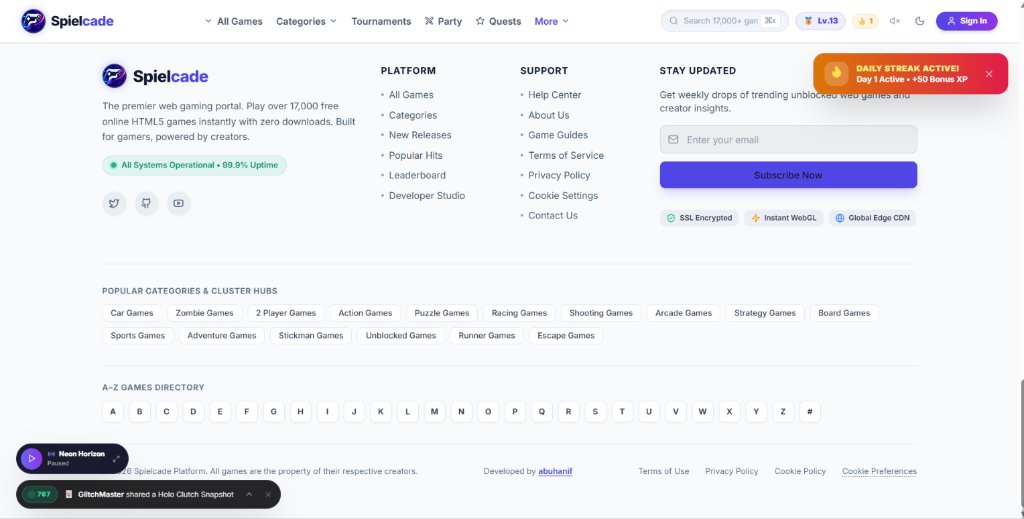 Spielcade
All Games
Categories
Tournaments
Party
Quests
More
Search 17,000+ gan
⌘K
Lv.13
1
Sign In
DAILY STREAK ACTIVE!
Day 1 Active • +50 Bonus XP
Spielcade
The premier web gaming portal. Play over 17,000 free
online HTML5 games instantly with zero downloads. Built
for gamers, powered by creators.
All Systems Operational • 99.9% Uptime
PLATFORM
• All Games
• Categories
• New Releases
• Popular Hits
• Leaderboard
• Developer Studio
SUPPORT
• Help Center
• About Us
• Game Guides
• Terms of Service
• Privacy Policy
• Cookie Settings
• Contact Us
STAY UPDATED
Get weekly drops of trending unblocked web games and
creator insights.
Enter your email
Subscribe Now
SSL Encrypted
Instant WebGL
Global Edge CDN
POPULAR CATEGORIES & CLUSTER HUBS
Car Games
Zombie Games
2 Player Games
Action Games
Puzzle Games
Racing Games
Shooting Games
Arcade Games
Strategy Games
Board Games
Sports Games
Adventure Games
Stickman Games
Unblocked Games
Runner Games
Escape Games
A–Z GAMES DIRECTORY
A B C D E F G H I J K L M N O P Q R S T U V W X Y Z #
Neon Horizon
Paused
26 Spielcade Platform. All games are the property of their respective creators.
Developed by abuhanif
Terms of Use
Privacy Policy
Cookie Policy
Cookie Preferences
767
GlitchMaster shared a Holo Clutch Snapshot